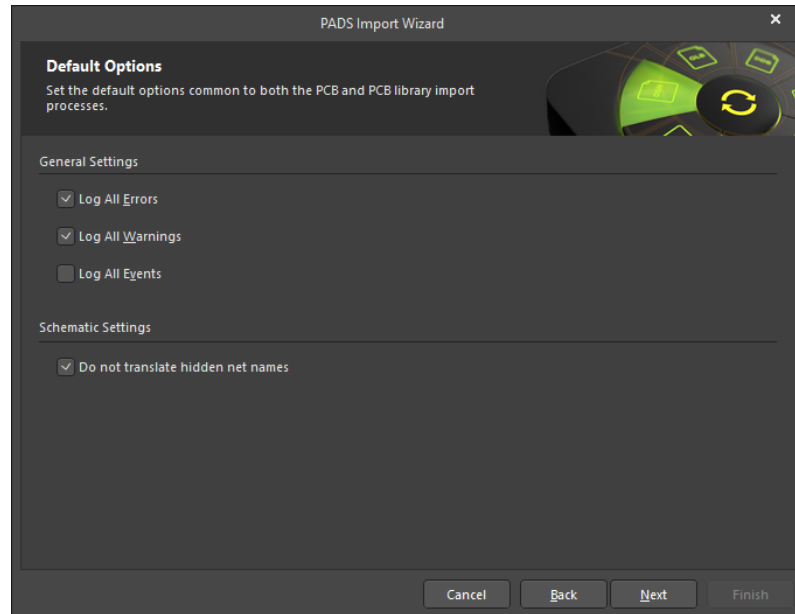 PADS Import Wizard
Default Options
Set the default options common to both the PCB and PCB library import
processes.
General Settings
Log All Errors
Log All Warnings
Log All Events
Schematic Settings
Do not translate hidden net names
Cancel
Back
Next
Finish